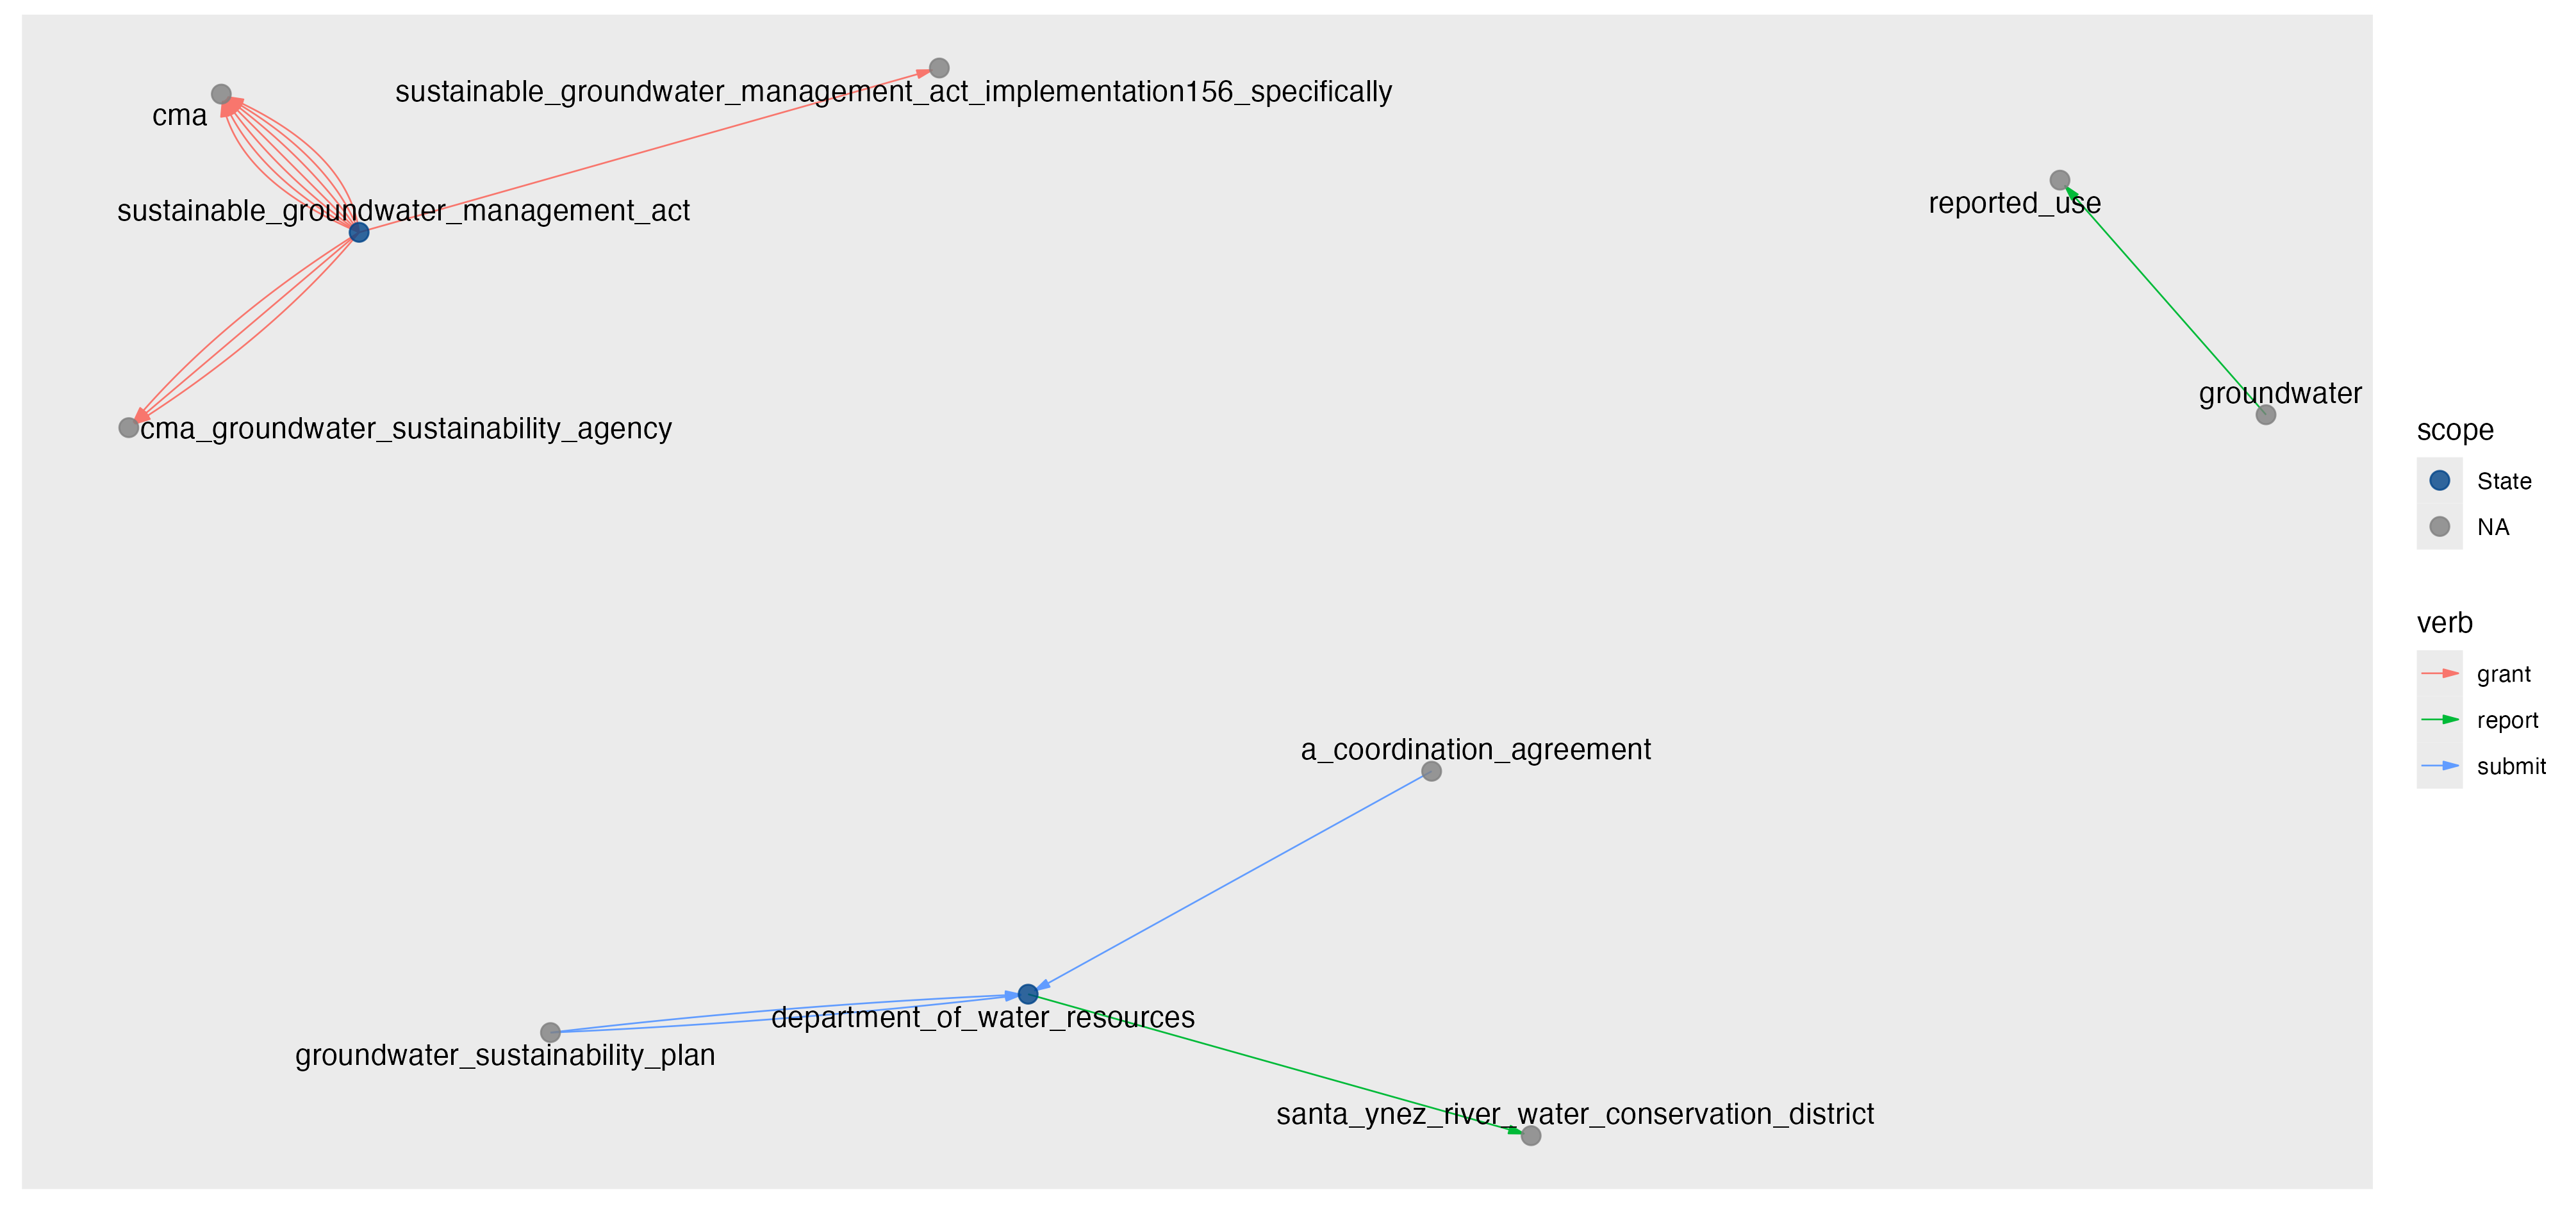 sustainable_groundwater_management_act_implementation156_specifically
cma
reported_use
sustainable_groundwater_management_act
groundwater
cma_groundwater_sustainability_agency
a_coordination_agreement
department_of_water_resources
groundwater_sustainability_plan
santa_ynez_river_water_conservation_district
scope
State
NA
verb
grant
report
submit